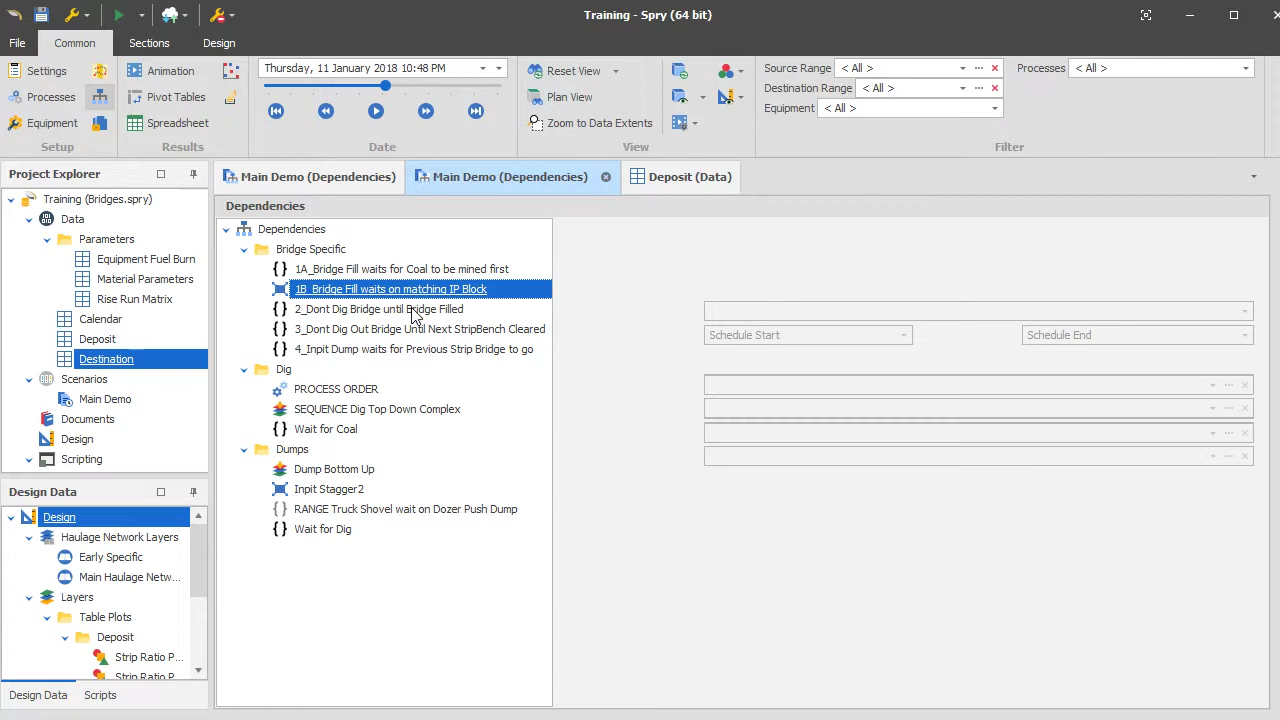 Training - Spry (64 bit)
File
Common
Sections
Design
Settings
Processes
Equipment
Setup
Animation
Pivot Tables
Spreadsheet
Results
Thursday, 11 January 2018 10:48 PM
Date
Reset View
Plan View
Zoom to Data Extents
View
Source Range < All >
Destination Range < All >
Equipment < All >
Processes < All >
Filter
Project Explorer
Training (Bridges.spry)
Data
Parameters
Equipment Fuel Burn
Material Parameters
Rise Run Matrix
Calendar
Deposit
Destination
Scenarios
Main Demo
Documents
Design
Scripting
Design Data
Design
Haulage Network Layers
Early Specific
Main Haulage Netw...
Layers
Table Plots
Deposit
Strip Ratio P...
Strip Ratio P
Design Data
Scripts
Main Demo (Dependencies)
Main Demo (Dependencies)
Deposit (Data)
Dependencies
Dependencies
Bridge Specific
1A_Bridge Fill waits for Coal to be mined first
1B_Bridge Fill waits on matching IP Block
2_Dont Dig Bridge until Bridge Filled
3_Dont Dig Out Bridge Until Next StripBench Cleared
4_Inpit Dump waits for Previous Strip Bridge to go
Dig
PROCESS ORDER
SEQUENCE Dig Top Down Complex
Wait for Coal
Dumps
Dump Bottom Up
Inpit Stagger2
RANGE Truck Shovel wait on Dozer Push Dump
Wait for Dig
Schedule Start
Schedule End